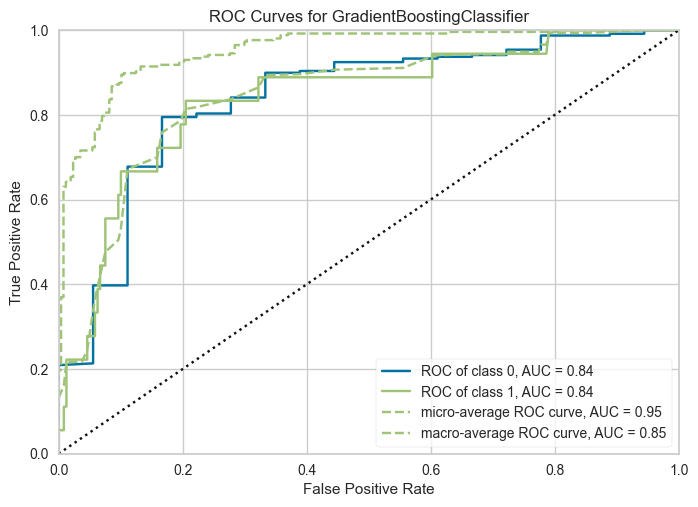 ROC Curves for GradientBoostingClassifier
True Positive Rate
1.0
0.8
0.6
0.4
0.2
0.0
ROC of class 0, AUC = 0.84
ROC of class 1, AUC = 0.84
micro-average ROC curve, AUC = 0.95
macro-average ROC curve, AUC = 0.85
0.0 0.2 0.4 0.6 0.8 1.0
False Positive Rate